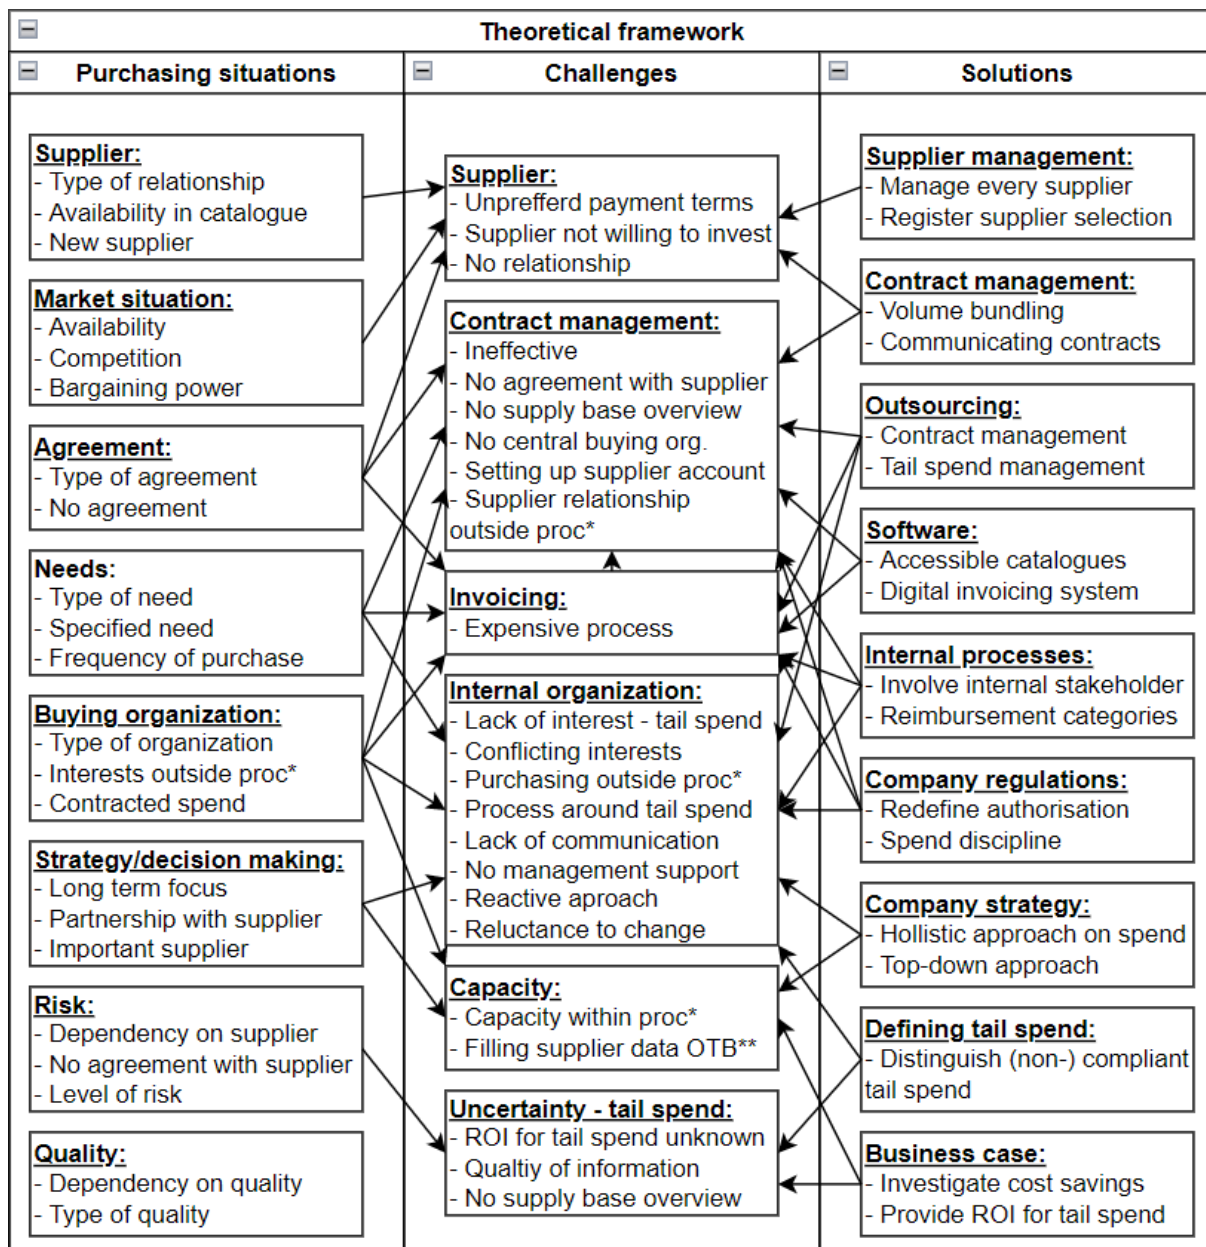 Theoretical framework
Purchasing situations
Challenges
Solutions
Supplier:
- Type of relationship
- Availability in catalogue
- New supplier
Market situation:
- Availability
- Competition
- Bargaining power
Agreement:
- Type of agreement
- No agreement
Needs:
- Type of need
- Specified need
- Frequency of purchase
Buying organization:
- Type of organization
- Interests outside proc*
- Contracted spend
Strategy/decision making:
- Long term focus
- Partnership with supplier
- Important supplier
Risk:
- Dependency on supplier
- No agreement with supplier
- Level of risk
Quality:
- Dependency on quality
- Type of quality
Supplier:
- Unprefferd payment terms
- Supplier not willing to invest
- No relationship
Contract management:
- Ineffective
- No agreement with supplier
- No supply base overview
- No central buying org.
- Setting up supplier account
- Supplier relationship
outside proc*
Invoicing:
- Expensive process
Internal organization:
- Lack of interest - tail spend
- Conflicting interests
- Purchasing outside proc*
- Process around tail spend
- Lack of communication
- No management support
- Reactive aproach
- Reluctance to change
Capacity:
- Capacity within proc*
- Filling supplier data OTB**
Uncertainty - tail spend:
- ROI for tail spend unknown
- Qualtiy of information
- No supply base overview
Supplier management:
- Manage every supplier
- Register supplier selection
Contract management:
- Volume bundling
- Communicating contracts
Outsourcing:
- Contract management
- Tail spend management
Software:
- Accessible catalogues
- Digital invoicing system
Internal processes:
- Involve internal stakeholder
- Reimbursement categories
Company regulations:
- Redefine authorisation
- Spend discipline
Company strategy:
- Hollistic approach on spend
- Top-down approach
Defining tail spend:
- Distinguish (non-) compliant
tail spend
Business case:
- Investigate cost savings
- Provide ROI for tail spend